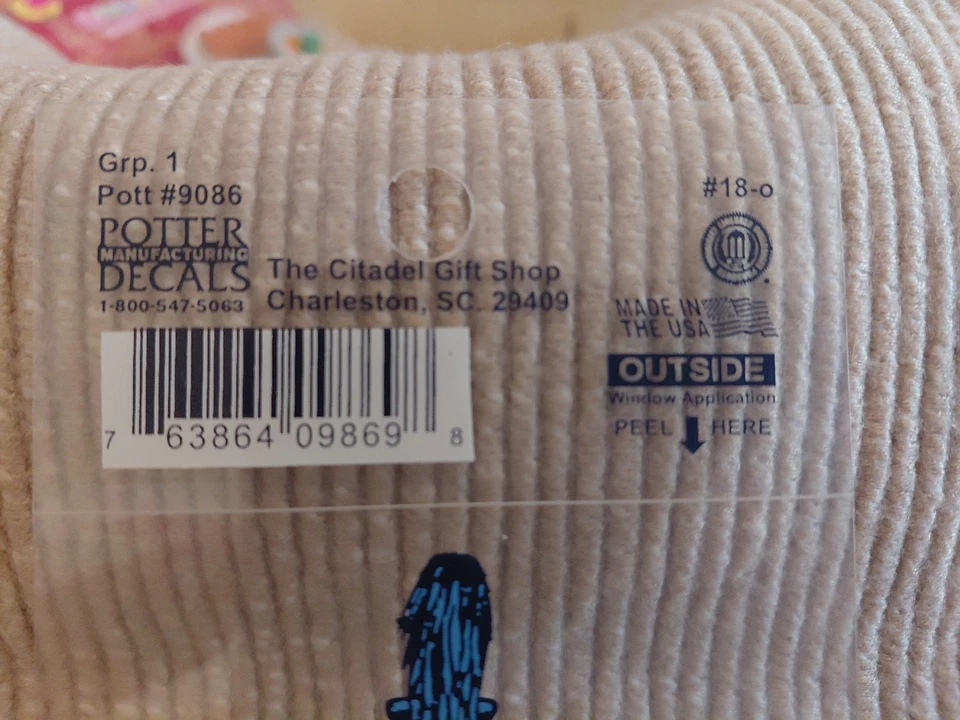 Grp. 1
Pott #9086
POTTER
MANUFACTURING
DECALS
1-800-547-5063
The Citadel Gift Shop
Charleston, SC. 29409
7 63864 09869 8
#18-o
MADE IN
THE USA
OUTSIDE
Window Application
PEEL HERE